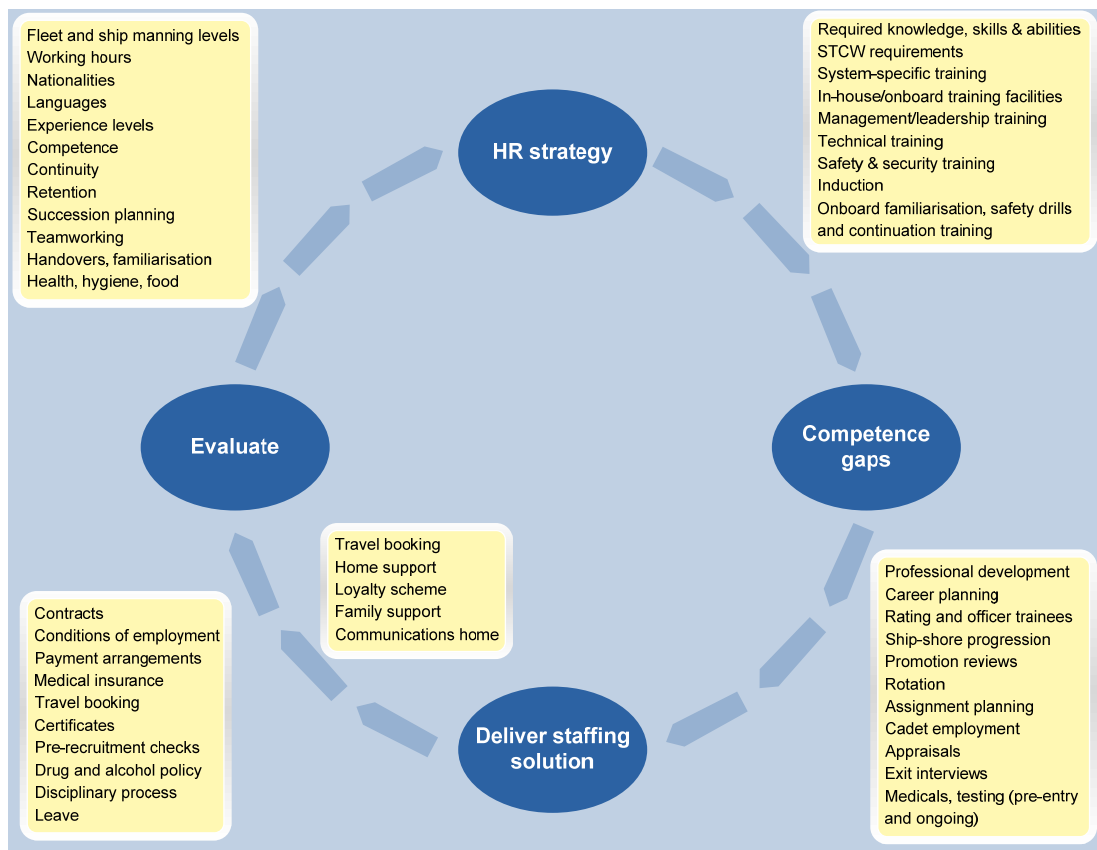 Fleet and ship manning levels
Working hours
Nationalities
Languages
Experience levels
Competence
Continuity
Retention
Succession planning
Teamworking
Handovers, familiarisation
Health, hygiene, food
HR strategy
Required knowledge, skills & abilities
STCW requirements
System-specific training
In-house/onboard training facilities
Management/leadership training
Technical training
Safety & security training
Induction
Onboard familiarisation, safety drills
and continuation training
Evaluate
Competence
gaps
Travel booking
Home support
Loyalty scheme
Family support
Communications home
Contracts
Conditions of employment
Payment arrangements
Medical insurance
Travel booking
Certificates
Pre-recruitment checks
Drug and alcohol policy
Disciplinary process
Leave
Deliver staffing
solution
Professional development
Career planning
Rating and officer trainees
Ship-shore progression
Promotion reviews
Rotation
Assignment planning
Cadet employment
Appraisals
Exit interviews
Medicals, testing (pre-entry
and ongoing)